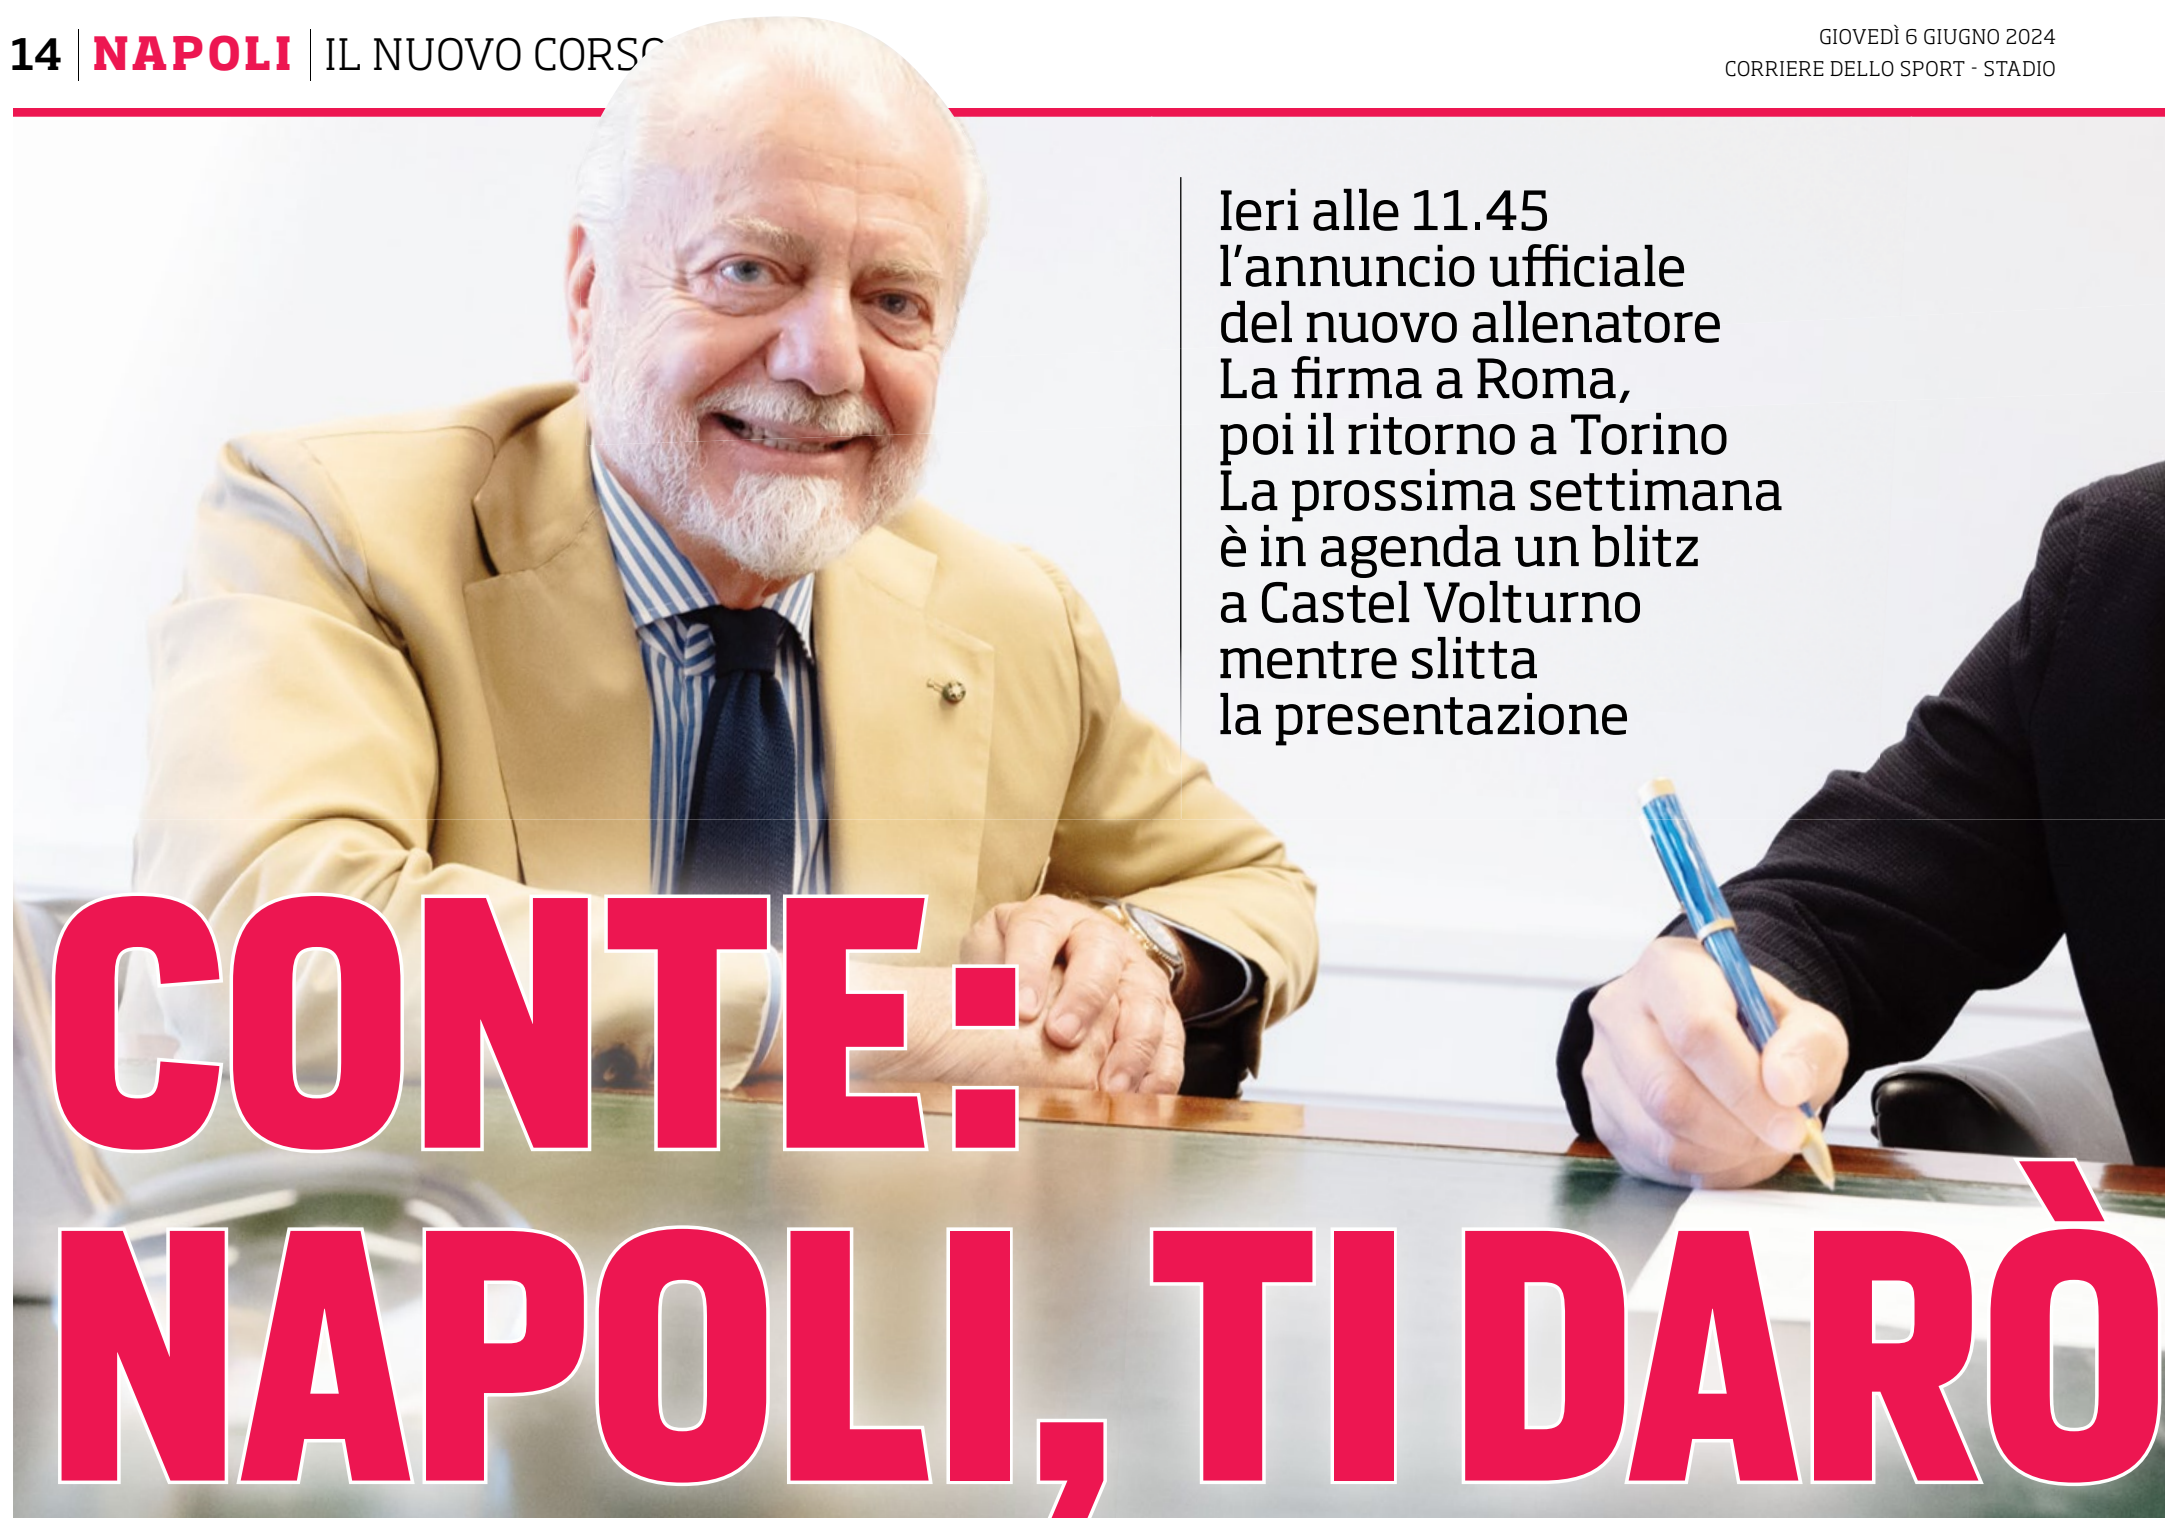 14 NAPOLI IL NUOVO CORSO
GIOVEDÌ 6 GIUGNO 2024
CORRIERE DELLO SPORT - STADIO
Ieri alle 11.45
l'annuncio ufficiale
del nuovo allenatore
La firma a Roma,
poi il ritorno a Torino
La prossima settimana
è in agenda un blitz
a Castel Volturno
mentre slitta
la presentazione
CONTE:
NAPOLI, TI DARÒ